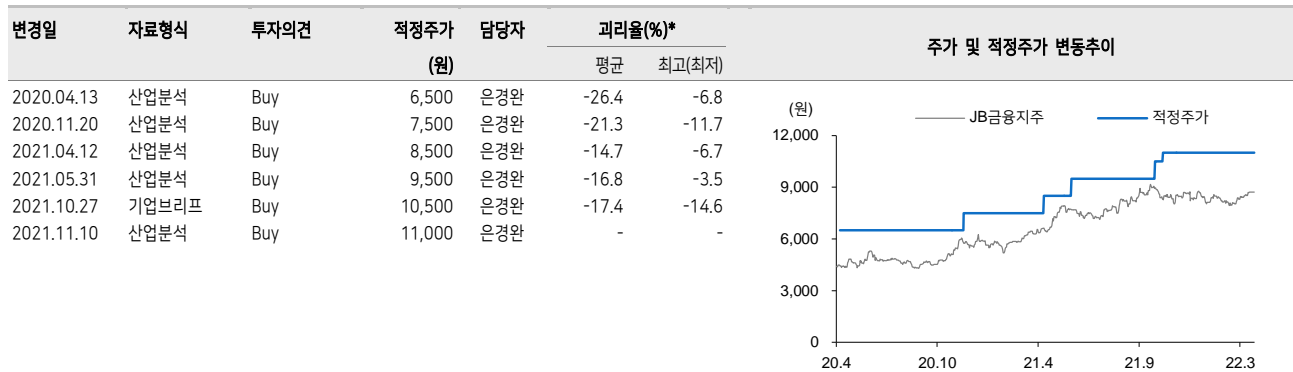 변경일 자료형식 투자의견 적정주가 담당자 괴리율(%)* 주가 및 적정주가 변동추이
(원) 평균 최고(최저)
2020.04.13 산업분석 Buy 6,500 은경완 -26.4 -6.8
2020.11.20 산업분석 Buy 7,500 은경완 -21.3 -11.7
2021.04.12 산업분석 Buy 8,500 은경완 -14.7 -6.7
2021.05.31 산업분석 Buy 9,500 은경완 -16.8 -3.5
2021.10.27 기업브리프 Buy 10,500 은경완 -17.4 -14.6
2021.11.10 산업분석 Buy 11,000 은경완 - -
(원)
JB금융지주 적정주가
12,000
9,000
6,000
3,000
0
20.4 20.10 21.4 21.9 22.3